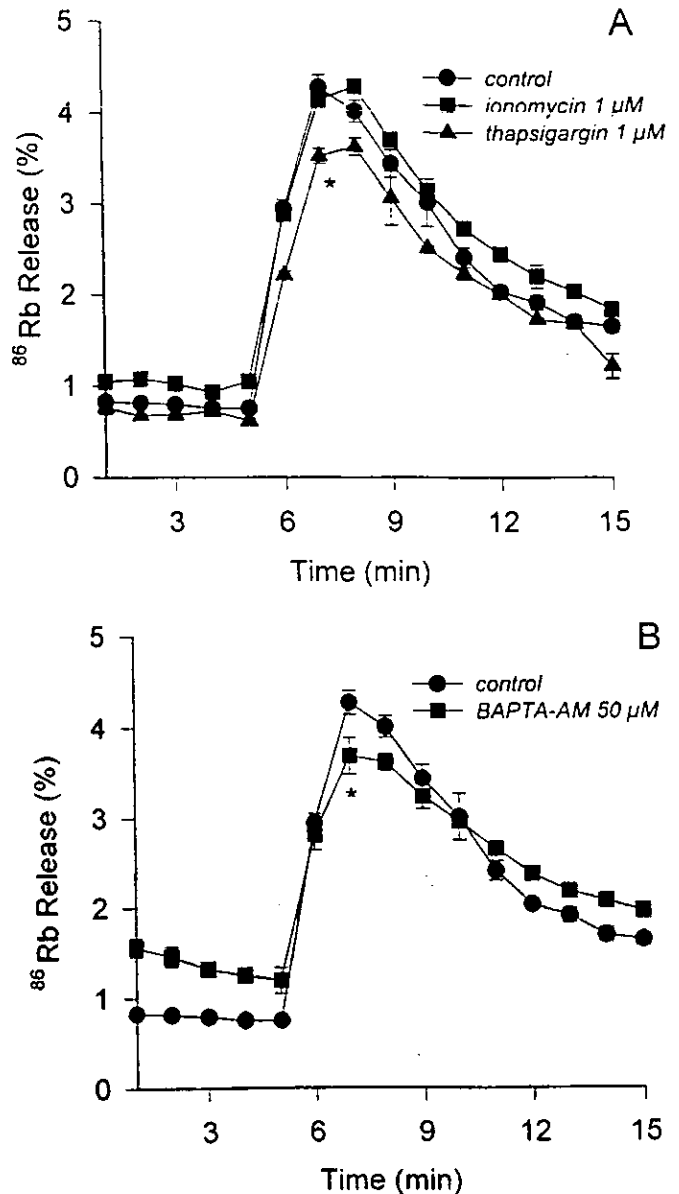 A
5
4
3
2
1
0
⁸⁶Rb Release (%)
control
ionomycin 1 µM
thapsigargin 1 µM
*
3 6 9 12 15
Time (min)
B
5
4
3
2
1
0
⁸⁶Rb Release (%)
control
BAPTA-AM 50 µM
*
3 6 9 12 15
Time (min)